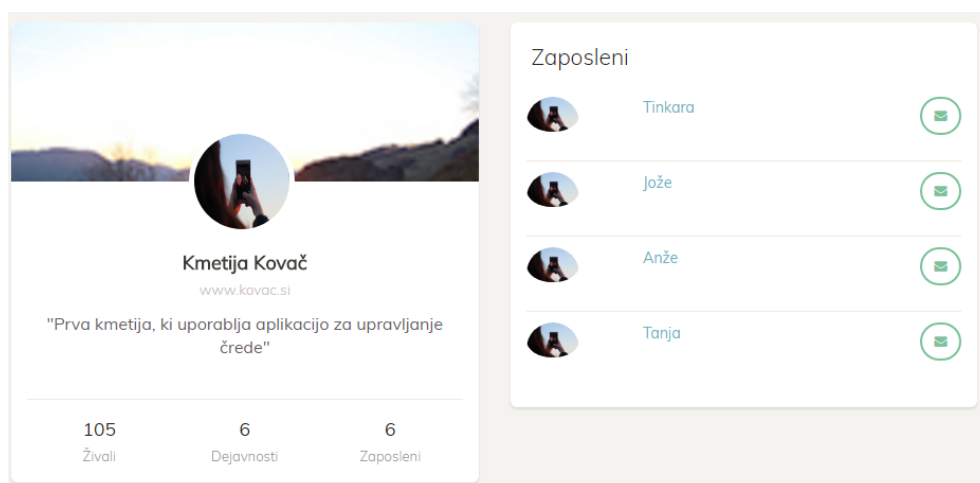 Kmetija Kovač
www.kovac.si
"Prva kmetija, ki uporablja aplikacijo za upravljanje
črede"
105
Živali
6
Dejavnosti
6
Zaposleni
Zaposleni
Tinkara
Jože
Anže
Tanja